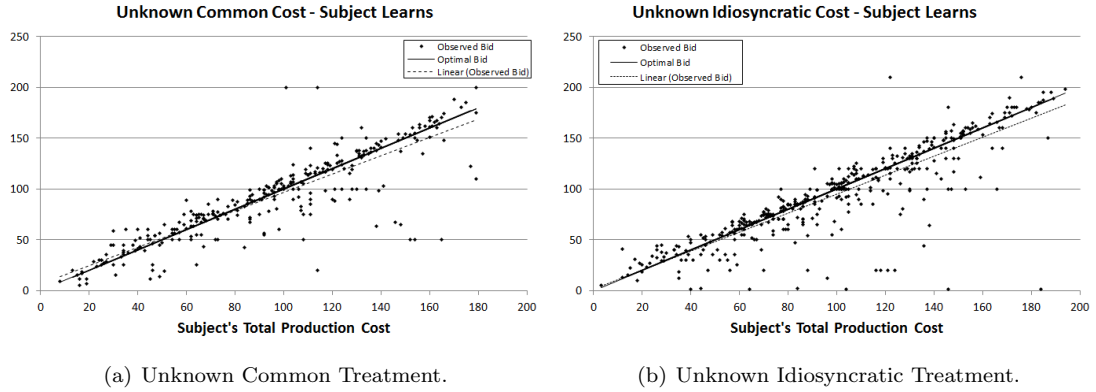 Unknown Common Cost - Subject Learns
250
200
150
100
50
0
0 20 40 60 80 100 120 140 160 180 200
Observed Bid
Optimal Bid
Linear (Observed Bid)
Subject's Total Production Cost
(a) Unknown Common Treatment.
Unknown Idiosyncratic Cost - Subject Learns
250
200
150
100
50
0
0 20 40 60 80 100 120 140 160 180 200
Observed Bid
Optimal Bid
Linear (Observed Bid)
Subject's Total Production Cost
(b) Unknown Idiosyncratic Treatment.